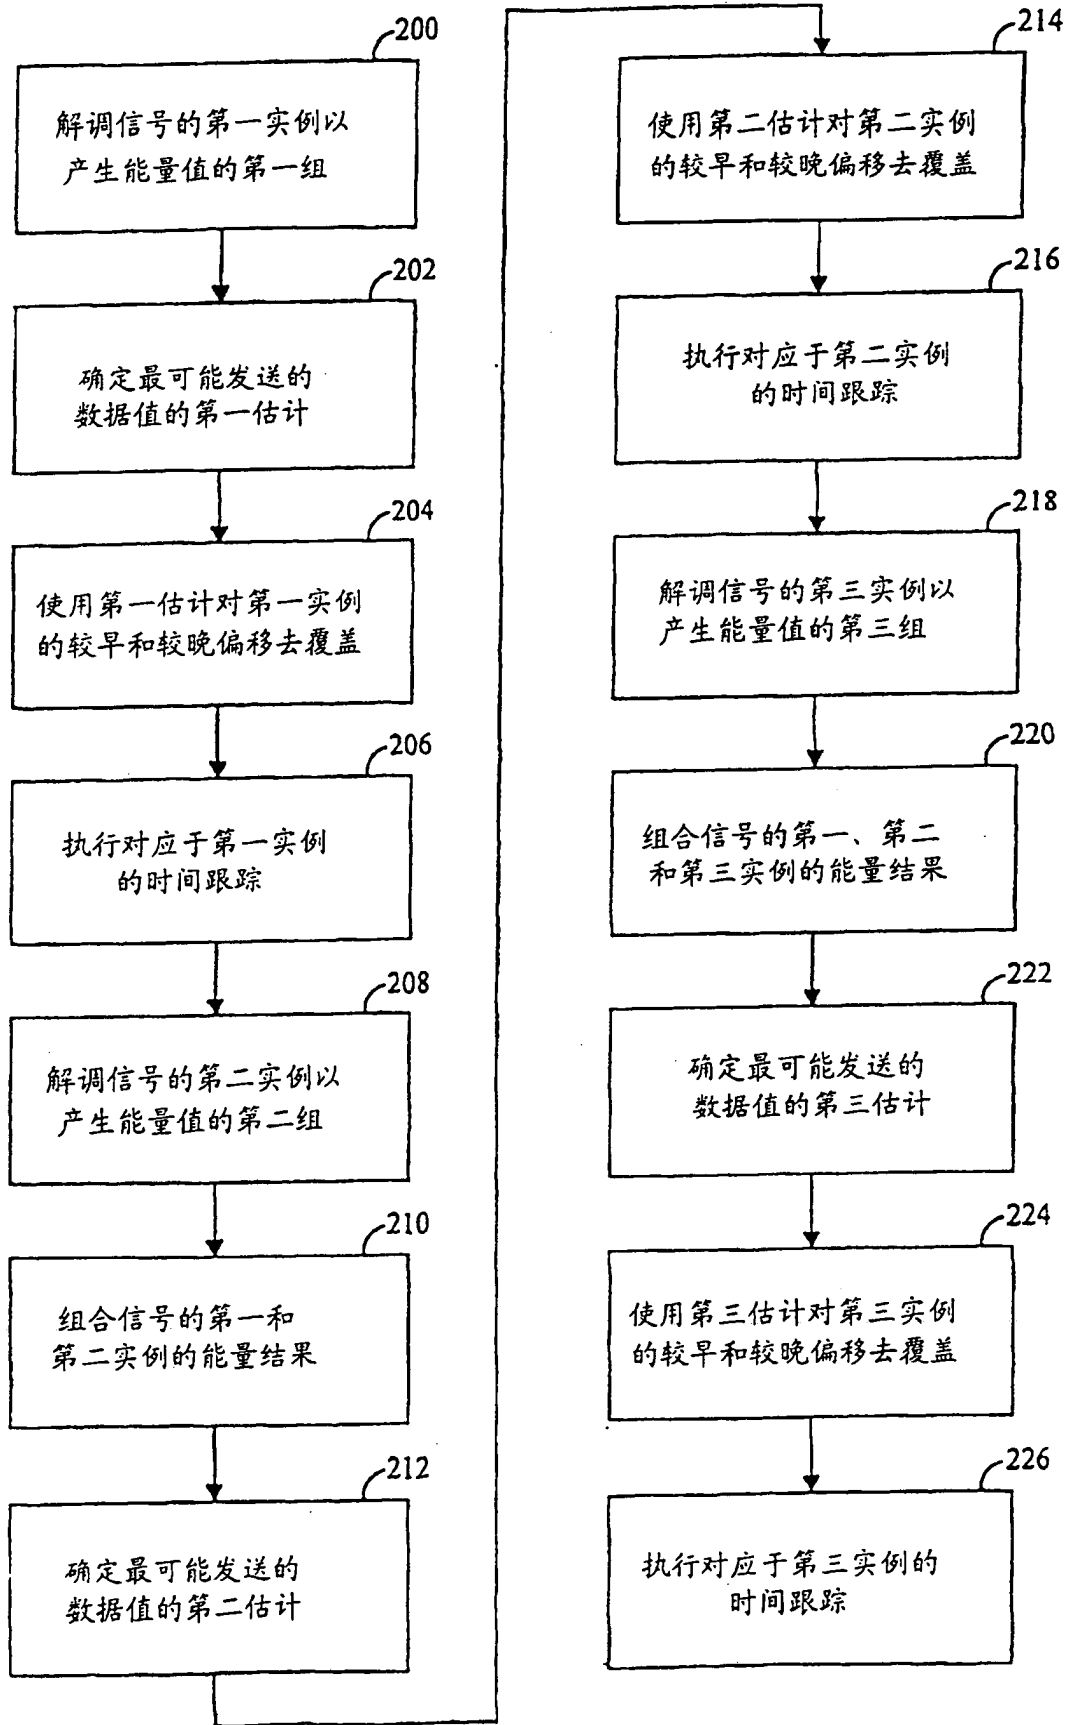 200
解调信号的第一实例以
产生能量值的第一组
202
确定最可能发送的
数据值的第一估计
204
使用第一估计对第一实例
的较早和较晚偏移去覆盖
206
执行对应于第一实例
的时间跟踪
208
解调信号的第二实例以
产生能量值的第二组
210
组合信号的第一和
第二实例的能量结果
212
确定最可能发送的
数据值的第二估计
214
使用第二估计对第二实例
的较早和较晚偏移去覆盖
216
执行对应于第二实例
的时间跟踪
218
解调信号的第三实例以
产生能量值的第三组
220
组合信号的第一、第二
和第三实例的能量结果
222
确定最可能发送的
数据值的第三估计
224
使用第三估计对第三实例
的较早和较晚偏移去覆盖
226
执行对应于第三实例的
时间跟踪